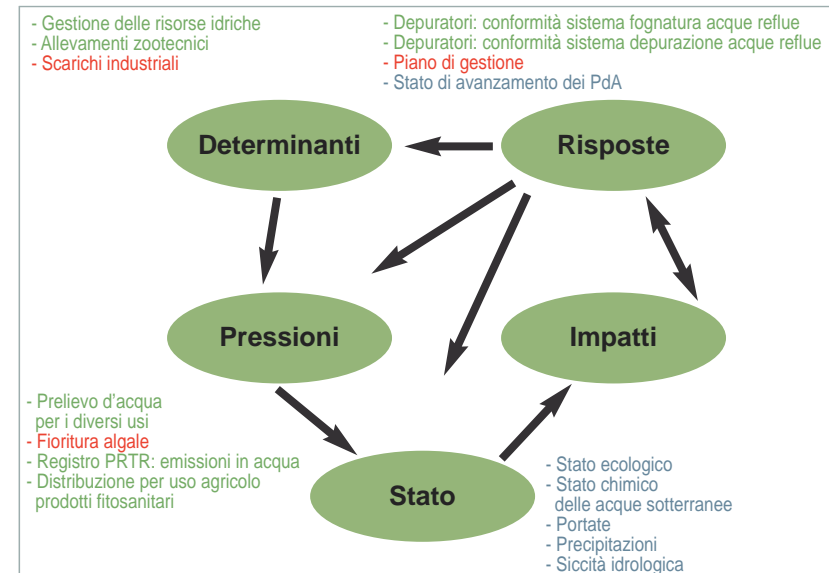 - Gestione delle risorse idriche
- Allevamenti zootecnici
- Scarichi industriali
- Depuratori: conformità sistema fognatura acque reflue
- Depuratori: conformità sistema depurazione acque reflue
- Piano di gestione
- Stato di avanzamento dei PdA
Determinanti
Risposte
Pressioni
Impatti
- Prelievo d'acqua
per i diversi usi
- Fioritura algale
- Registro PRTR: emissioni in acqua
- Distribuzione per uso agricolo
prodotti fitosanitari
Stato
- Stato ecologico
- Stato chimico
delle acque sotterranee
- Portate
- Precipitazioni
- Siccità idrologica